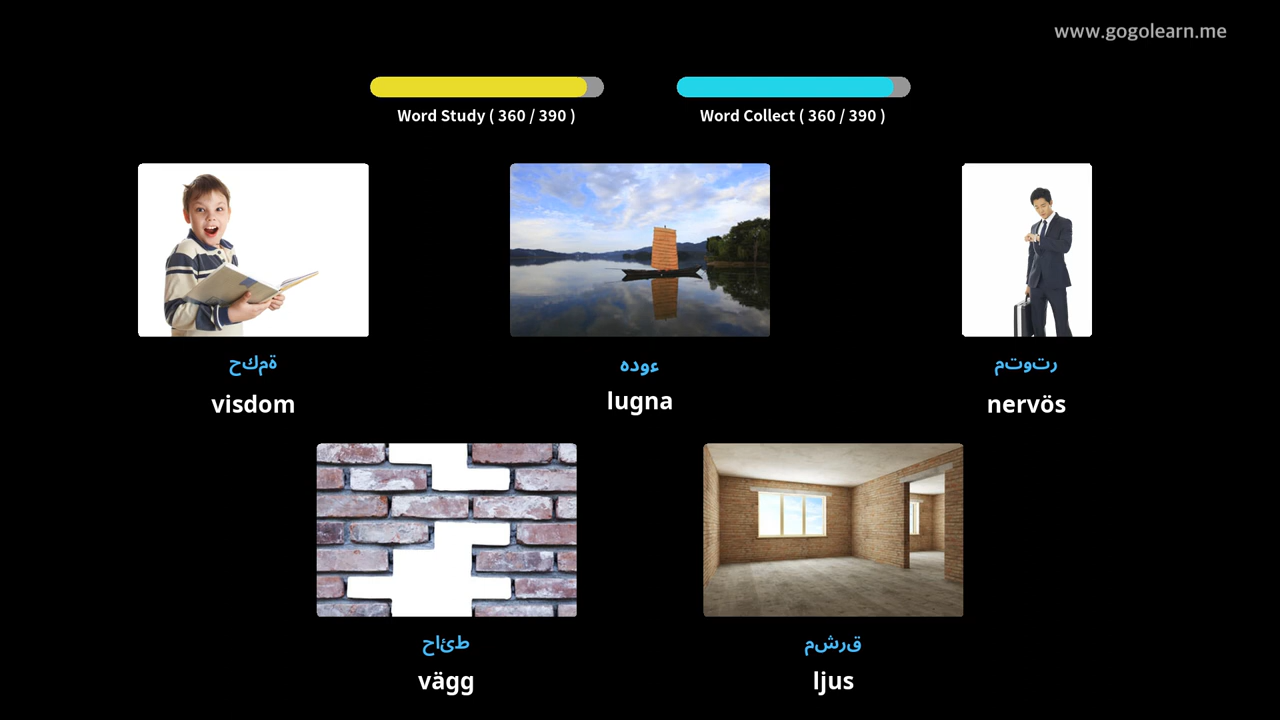 www.gogolearn.me
Word Study ( 360 / 390 )
Word Collect ( 360 / 390 )
ةمكح
visdom
ءوده
lugna
رتوتم
nervös
طئاح
vägg
قرشم
ljus